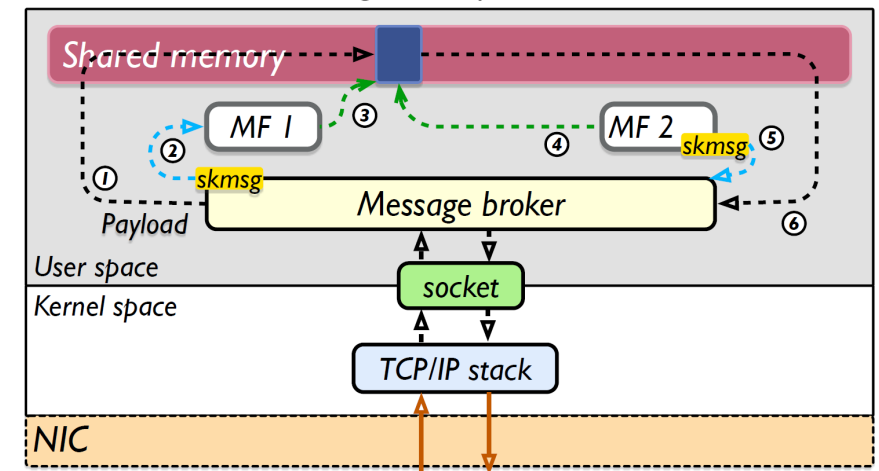 Shared memory
MF 1
③
MF 2
④
⑤
②
skmsg
①
skmsg
Message broker
Payload
⑥
User space
socket
Kernel space
TCP/IP stack
NIC